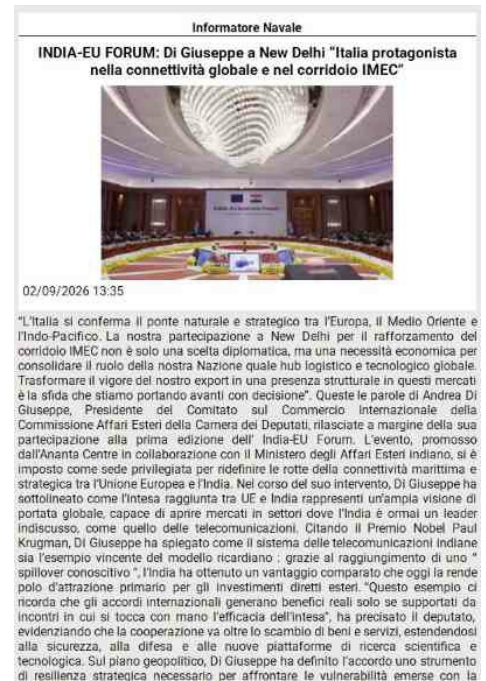 Informatore Navale
INDIA-EU FORUM: Di Giuseppe a New Delhi “Italia protagonista
nella connettività globale e nel corridoio IMEC”
02/09/2026 13:35
“L’Italia si conferma il ponte naturale e strategico tra l’Europa, il Medio Oriente e
l’Indo-Pacifico. La nostra partecipazione a New Delhi per il rafforzamento del
corridoio IMEC non è solo una scelta diplomatica, ma una necessità economica per
consolidare il ruolo della nostra Nazione quale hub logistico e tecnologico globale.
Trasformare il vigore del nostro export in una presenza strutturale in questi mercati
è la sfida che stiamo portando avanti con decisione”. Queste le parole di Andrea Di
Giuseppe, Presidente del Comitato sul Commercio Internazionale della
Commissione Affari Esteri della Camera dei Deputati, rilasciate a margine della sua
partecipazione alla prima edizione dell’ India-EU Forum. L’evento, promosso
dall’Ananta Centre in collaborazione con il Ministero degli Affari Esteri indiano, si è
imposto come sede privilegiata per ridefinire le rotte della connettività marittima e
strategica tra l’Unione Europea e l’India. Nel corso del suo intervento, Di Giuseppe ha
sottolineato come l’intesa raggiunta tra UE e India rappresenti un’ampia visione di
portata globale, capace di aprire mercati in settori dove l’India è ormai un leader
indiscusso, come quello delle telecomunicazioni. Citando il Premio Nobel Paul
Krugman, Di Giuseppe ha spiegato come il sistema delle telecomunicazioni indiane
sia l’esempio vincente del modello ricardiano : grazie al raggiungimento di uno “
spillover conoscitivo “, l’India ha ottenuto un vantaggio comparato che oggi la rende
polo d’attrazione primario per gli investimenti diretti esteri. “Questo esempio ci
ricorda che gli accordi internazionali generano benefici reali solo se supportati da
incontri in cui si tocca con mano l’efficacia dell’intesa”, ha precisato il deputato,
evidenziando che la cooperazione va oltre lo scambio di beni e servizi, estendendosi
alla sicurezza, alla difesa e alle nuove piattaforme di ricerca scientifica e
tecnologica. Sul piano geopolitico, Di Giuseppe ha definito l’accordo uno strumento
di resilienza strategica necessario per affrontare le vulnerabilità emerse con la